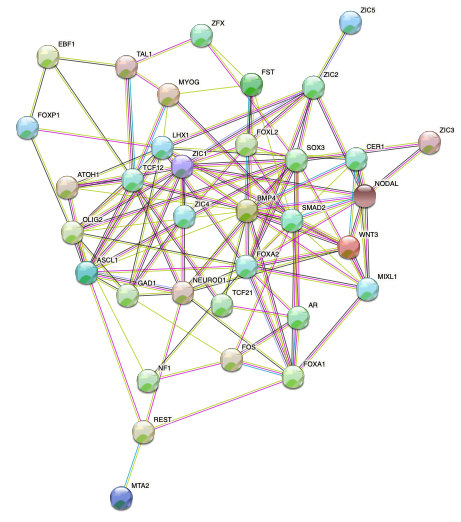 ZIC5
ZFX
EBF1
TAL1
FST
MYOG
ZIC2
FOXP1
LHX1
FOXL2
ZIC3
ZIC1
SOX3
CER1
ATOH1
TCF12
NODAL
BMP4
ZIC4
SMAD2
OLIG2
WNT3
FOXA2
ASCL1
MIXL1
GAD1
NEUROD1
TCF21
AR
FOS
FOXA1
NF1
REST
MTA2